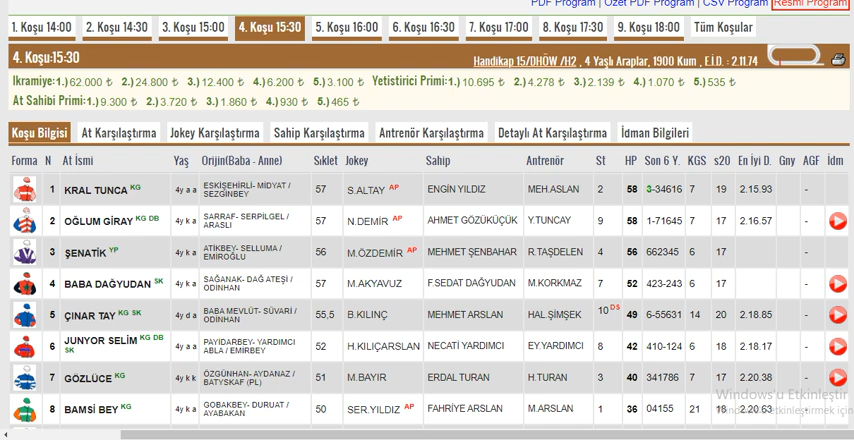 PDF Program | Özet PDF Program | CSV Program Resmi Program
1. Koşu 14:00 2. Koşu 14:30 3. Koşu 15:00 4. Koşu 15:30 5. Koşu 16:00 6. Koşu 16:30 7. Koşu 17:00 8. Koşu 17:30 9. Koşu 18:00 Tüm Koşular
4. Koşu:15:30
Handikap 15/DHÖW /H2 , 4 Yaşlı Araplar, 1900 Kum , E.İ.D. : 2.11.74
İkramiye:1.) 62.000 ₺ 2.) 24.800 ₺ 3.) 12.400 ₺ 4.) 6.200 ₺ 5.) 3.100 ₺ Yetistirici Primi:1.) 10.695 ₺ 2.) 4.278 ₺ 3.) 2.139 ₺ 4.) 1.070 ₺ 5.) 535 ₺
At Sahibi Primi:1.) 9.300 ₺ 2.) 3.720 ₺ 3.) 1.860 ₺ 4.) 930 ₺ 5.) 465 ₺
Koşu Bilgisi At Karşılaştırma Jokey Karşılaştırma Sahip Karşılaştırma Antrenör Karşılaştırma Detaylı At Karşılaştırma İdman Bilgileri
Forma N At İsmi Yaş Orijin(Baba - Anne) Sıklet Jokey Sahip Antrenör St HP Son 6 Y. KGS s20 En İyi D. Gny AGF İdm
1 KRAL TUNCA KG 4y a a ESKİŞEHİRLİ- MİDYAT / SEZGİNBEY 57 S.ALTAY AP ENGİN YILDIZ MEH.ASLAN 2 58 3-34616 7 19 2.15.93 -
2 OĞLUM GİRAY KG DB 4y k a SARRAF- SERPİLGEL / ARASLI 57 N.DEMİR AP AHMET GÖZÜKÜÇÜK Y.TUNCAY 9 58 1-71645 7 17 2.16.57 -
3 ŞENATİK YP 4y k a ATIKBEY- SELLUMA / EMİROĞLU 56 M.ÖZDEMİR AP MEHMET ŞENBAHAR R.TAŞDELEN 4 56 662345 6 17 -
4 BABA DAĞYUDAN SK 4y k a SAĞANAK- DAĞ ATEŞİ / ODİNHAN 57 M.AKYAVUZ F.SEDAT DAĞYUDAN M.KORKMAZ 7 52 423-243 6 17 -
5 ÇINAR TAY KG SK 4y d a BABA MEVLÜT- SÜVARİ / ODİNHAN 55,5 B.KILINÇ MEHMET ARSLAN HAL.ŞİMŞEK 10 DS 49 6-55631 14 20 2.18.85 -
6 JUNYOR SELİM KG DB SK 4y a a PAYİDARBEY- YARDIMCI ABLA / EMİRBEY 52 H.KILIÇARSLAN NECATİ YARDIMCI EY.YARDIMCI 8 42 410-124 6 18 2.18.17 -
7 GÖZLÜCE KG 4y k k ÖZGÜNHAN- AYDANAZ / BATYSKAF (PL) 51 M.BAYIR ERDAL TURAN H.TURAN 3 40 341786 7 17 2.20.38 -
8 BAMSİ BEY KG 4y k a GOBAKBEY- DURUAT / AYABAKAN 50 SER.YILDIZ AP FAHRİYE ARSLAN M.ARSLAN 1 36 04155 21 18 2.20.63 -
Windows'u Etkinleştir
Windows'u etkinleştirmek için